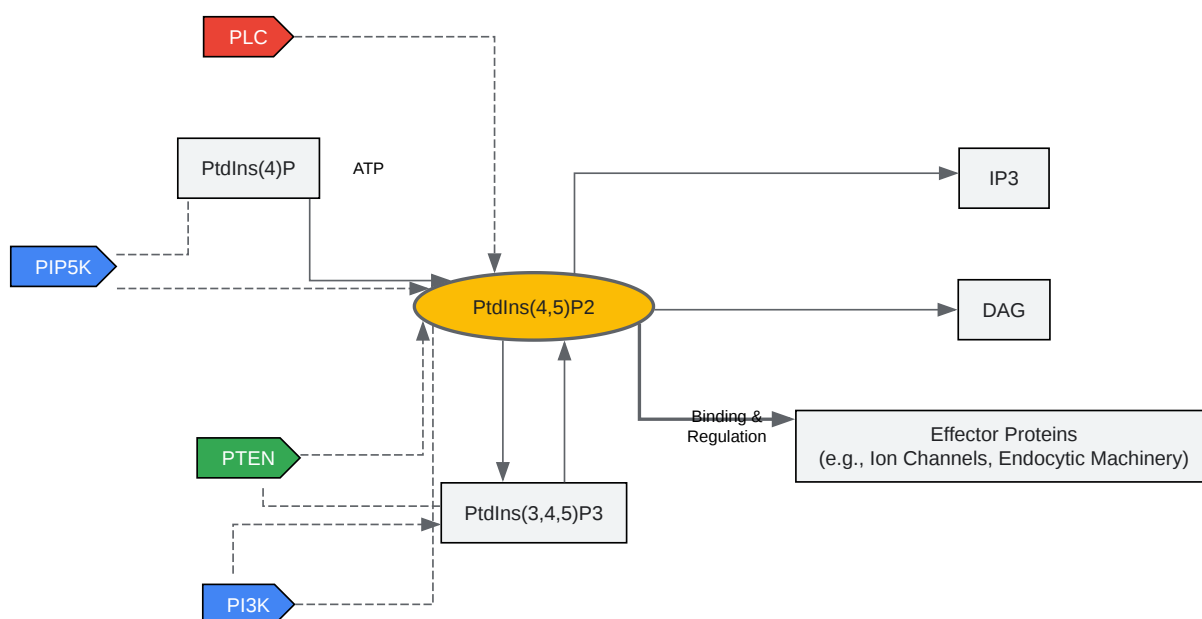 PLC
PtdIns(4)P
ATP
IP3
PIP5K
PtdIns(4,5)P2
DAG
Binding &
Regulation
Effector Proteins
(e.g., Ion Channels, Endocytic Machinery)
PTEN
PtdIns(3,4,5)P3
PI3K